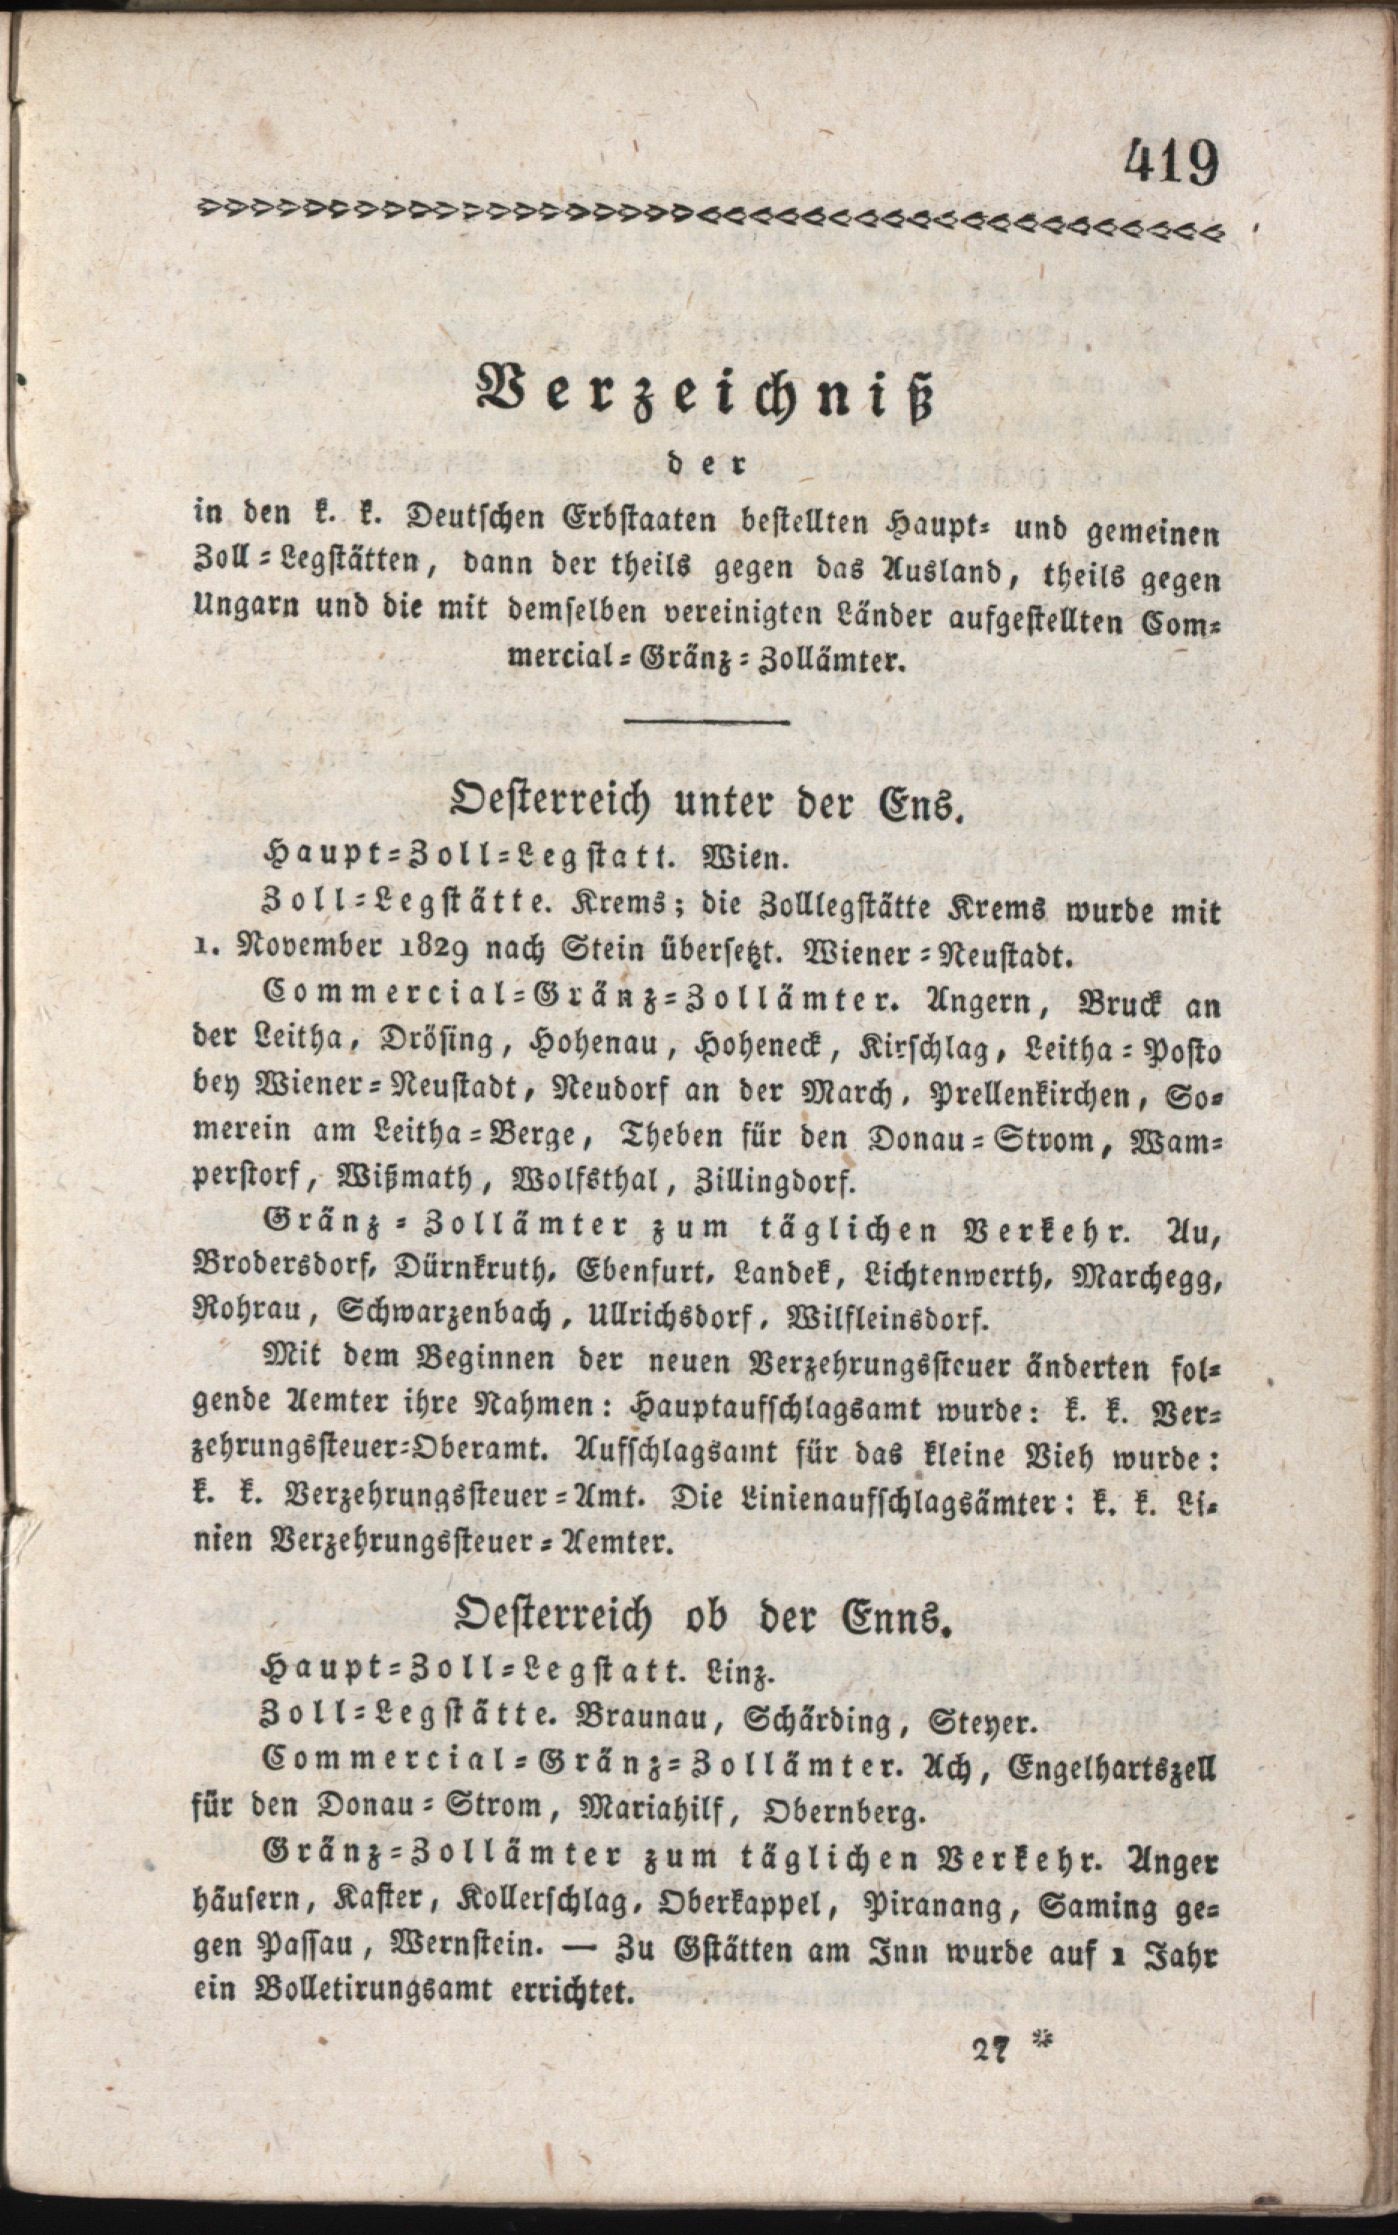 419
Verzeichniß
der
in den k. k. Deutschen Erbstaaten bestellten Haupt= und gemeinen
Zoll=Legstätten, dann der theils gegen das Ausland, theils gegen
Ungarn und die mit demselben vereinigten Länder aufgestellten Com=
mercial=Gränz=Zollämter.
Oesterreich unter der Ens.
Haupt=Zoll=Legstatt. Wien.
Zoll=Legstätte. Krems; die Zolllegstätte Krems wurde mit
1. November 1829 nach Stein übersetzt. Wiener=Neustadt.
Commercial=Gränz=Zollämter. Angern, Bruck an
der Leitha, Drösing, Hohenau, Hoheneck, Kirschlag, Leitha=Posto
bey Wiener=Neustadt, Neudorf an der March, Prellenkirchen, So=
merein am Leitha=Berge, Theben für den Donau=Strom, Wam=
perstorf, Wißmath, Wolfsthal, Zillingdorf.
Gränz=Zollämter zum täglichen Verkehr. Au,
Brodersdorf, Dürnkruth, Ebenfurt, Landek, Lichtenwerth, Marchegg,
Rohrau, Schwarzenbach, Ullrichsdorf, Wilfleinsdorf.
Mit dem Beginnen der neuen Verzehrungssteuer änderten fol=
gende Aemter ihre Nahmen: Hauptaufschlagsamt wurde: k. k. Ver=
zehrungssteuer=Oberamt. Aufschlagsamt für das kleine Vieh wurde:
k. k. Verzehrungssteuer=Amt. Die Linienaufschlagsämter: k. k. Li=
nien Verzehrungssteuer=Aemter.
Oesterreich ob der Enns.
Haupt=Zoll=Legstatt. Linz.
Zoll=Legstätte. Braunau, Schärding, Steyer.
Commercial=Gränz=Zollämter. Ach, Engelhartszell
für den Donau=Strom, Mariahilf, Obernberg.
Gränz=Zollämter zum täglichen Verkehr. Anger
häusern, Kaster, Kollerschlag, Oberkappel, Piranang, Saming ge=
gen Passau, Wernstein. — Zu Gstätten am Inn wurde auf 1 Jahr
ein Bolletirungsamt errichtet.
27 *